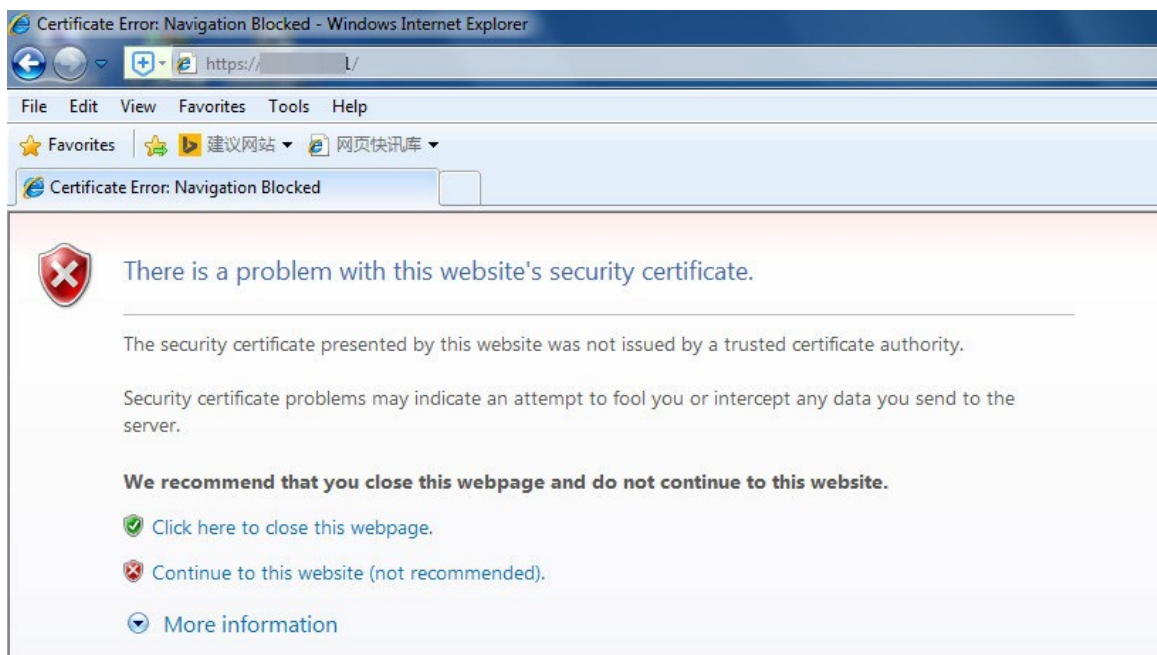 Certificate Error: Navigation Blocked - Windows Internet Explorer
https:// 1/
File Edit View Favorites Tools Help
Favorites 建议网站 网页快讯库
Certificate Error: Navigation Blocked
There is a problem with this website's security certificate.
The security certificate presented by this website was not issued by a trusted certificate authority.
Security certificate problems may indicate an attempt to fool you or intercept any data you send to the
server.
We recommend that you close this webpage and do not continue to this website.
Click here to close this webpage.
Continue to this website (not recommended).
More information